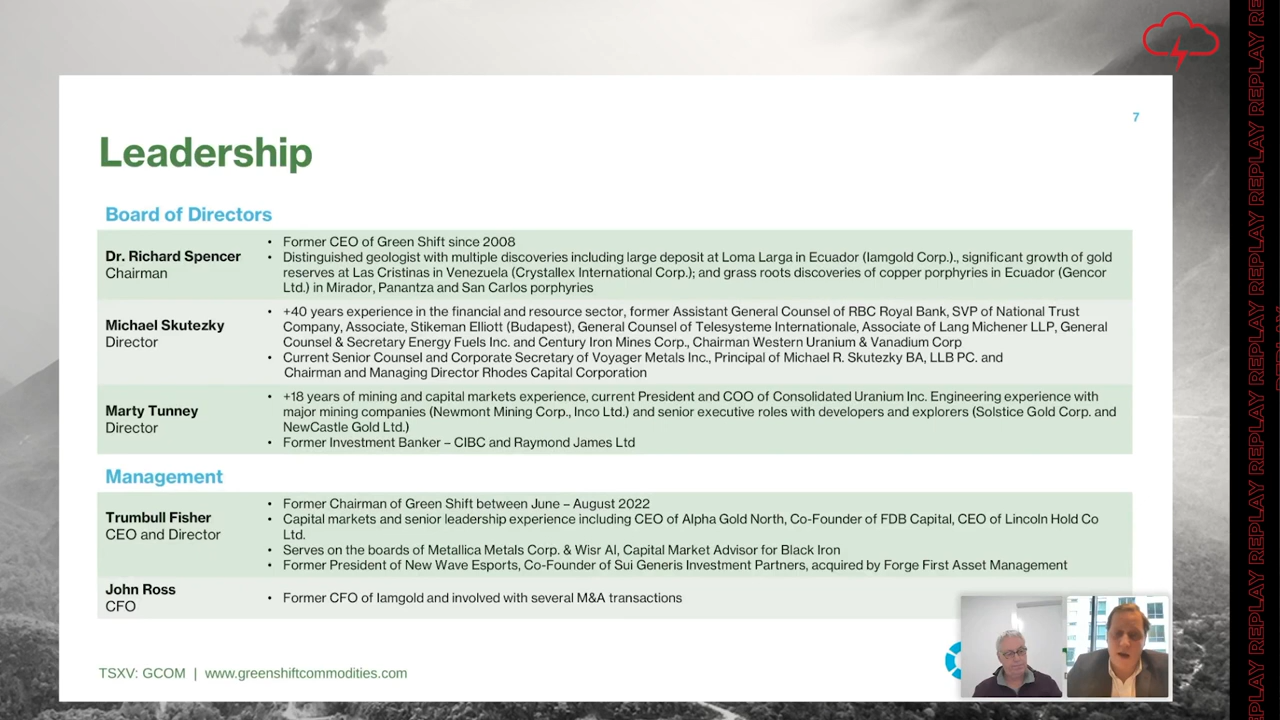 7
Leadership
Board of Directors
Dr. Richard Spencer
Chairman
• Former CEO of Green Shift since 2008
• Distinguished geologist with multiple discoveries including large deposit at Loma Larga in Ecuador (Iamgold Corp.)., significant growth of gold
reserves at Las Cristinas in Venezuela (Crystallex International Corp.); and grass roots discoveries of copper porphyries in Ecuador (Gencor
Ltd.) in Mirador, Panantza and San Carlos porphyries
Michael Skutezky
Director
• +40 years experience in the financial and resource sector, former Assistant General Counsel of RBC Royal Bank, SVP of National Trust
Company, Associate, Stikeman Elliott (Budapest), General Counsel of Telesysteme Internationale, Associate of Lang Michener LLP, General
Counsel & Secretary Energy Fuels Inc. and Century Iron Mines Corp., Chairman Western Uranium & Vanadium Corp
• Current Senior Counsel and Corporate Secretary of Voyager Metals Inc., Principal of Michael R. Skutezky BA, LLB PC. and
Chairman and Managing Director Rhodes Capital Corporation
Marty Tunney
Director
• +18 years of mining and capital markets experience, current President and COO of Consolidated Uranium Inc. Engineering experience with
major mining companies (Newmont Mining Corp., Inco Ltd.) and senior executive roles with developers and explorers (Solstice Gold Corp. and
NewCastle Gold Ltd.)
• Former Investment Banker – CIBC and Raymond James Ltd
Management
Trumbull Fisher
CEO and Director
• Former Chairman of Green Shift between June – August 2022
• Capital markets and senior leadership experience including CEO of Alpha Gold North, Co-Founder of FDB Capital, CEO of Lincoln Hold Co
Ltd.
• Serves on the boards of Metallica Metals Corp. & Wisr AI, Capital Market Advisor for Black Iron
• Former President of New Wave Esports, Co-Founder of Sui Generis Investment Partners, acquired by Forge First Asset Management
John Ross
CFO
• Former CFO of Iamgold and involved with several M&A transactions
TSXV: GCOM | www.greenshiftcommodities.com
REPLAY REPLAY REPLAY REPLAY REPLAY REPLAY REPLAY REPLAY